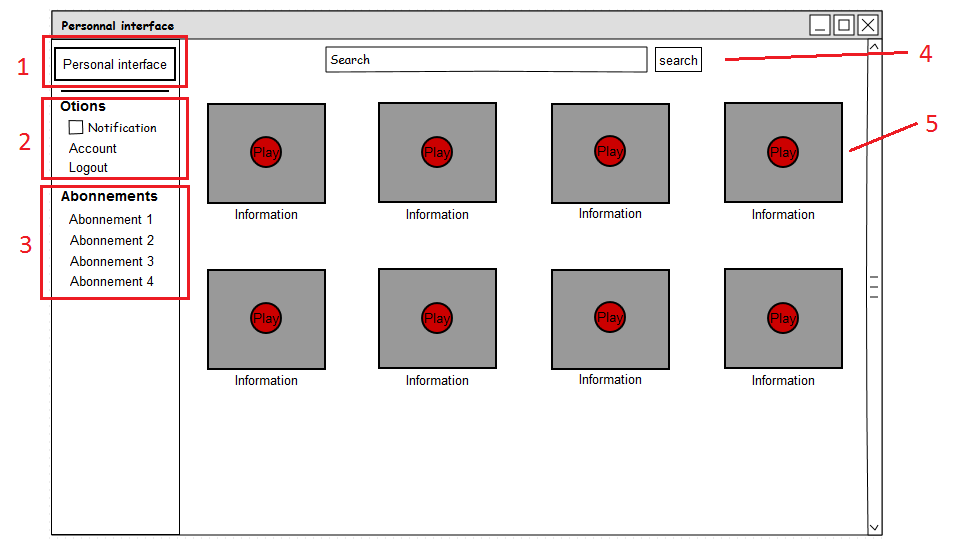 Personnal interface
1
Personal interface
Search
search
4
2
Otions
Notification
Account
Logout
Play
Play
Play
Play
5
Information
Information
Information
Information
3
Abonnements
Abonnement 1
Abonnement 2
Abonnement 3
Abonnement 4
Play
Play
Play
Play
Information
Information
Information
Information